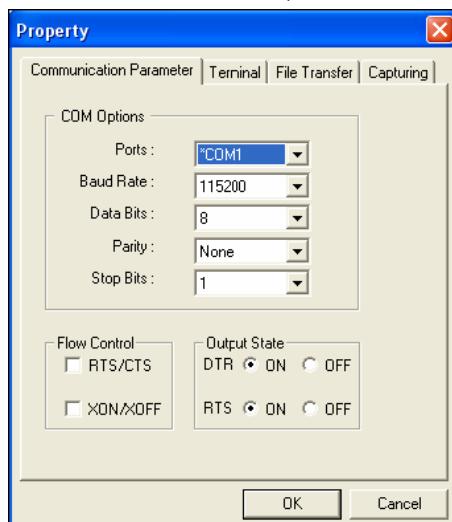 Property
Communication Parameter Terninal File Transfer Capturing
COM Options
Ports : *COM1
Baud Rate : 115200
Data Bits : 8
Parity : None
Stop Bits : 1
Flow Control Output State
RTS/CTS DTR ON OFF
XON/XOFF RTS ON OFF
OK Cancel